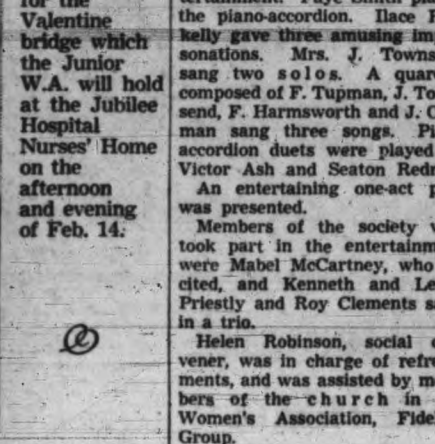 for the
Valentine
bridge which
the Junior
W.A. will hold
at the Jubilee
Hospital
Nurses' Home
on the
afternoon
and evening
of Feb. 14.
the piano-accordion. Ilace
kelly gave three amusing im
sonations. Mrs. J. Towns
sang two solos. A quar
composed of F. Tupman, J. To
send, F. Harmsworth and J. C
man sang three songs. Pi
accordion duets were played
Victor Ash and Seaton Redn
An entertaining one-act p
was presented.
Members of the society w
took part in the entertainm
were Mabel McCartney, who
cited, and Kenneth and Le
Priestly and Roy Clements s
in a trio.
Helen Robinson, social c
vener, was in charge of refre
ments, and was assisted by m
bers of the church in
Women's Association, Fide
Group.